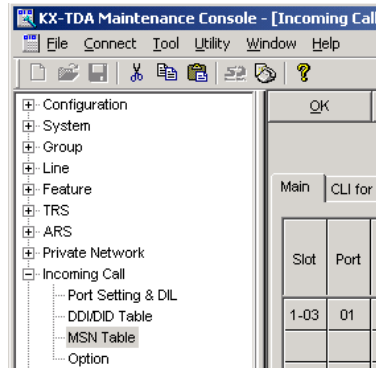 KX-TDA Maintenance Console - [Incoming Cal
File Connect Tool Utility Window Help
Configuration
System
Group
Line
Feature
TRS
ARS
Private Network
Incoming Call
Port Setting & DIL
DDI/DID Table
MSN Table
Option
OK
Main CLI for
Slot Port
1-03 01